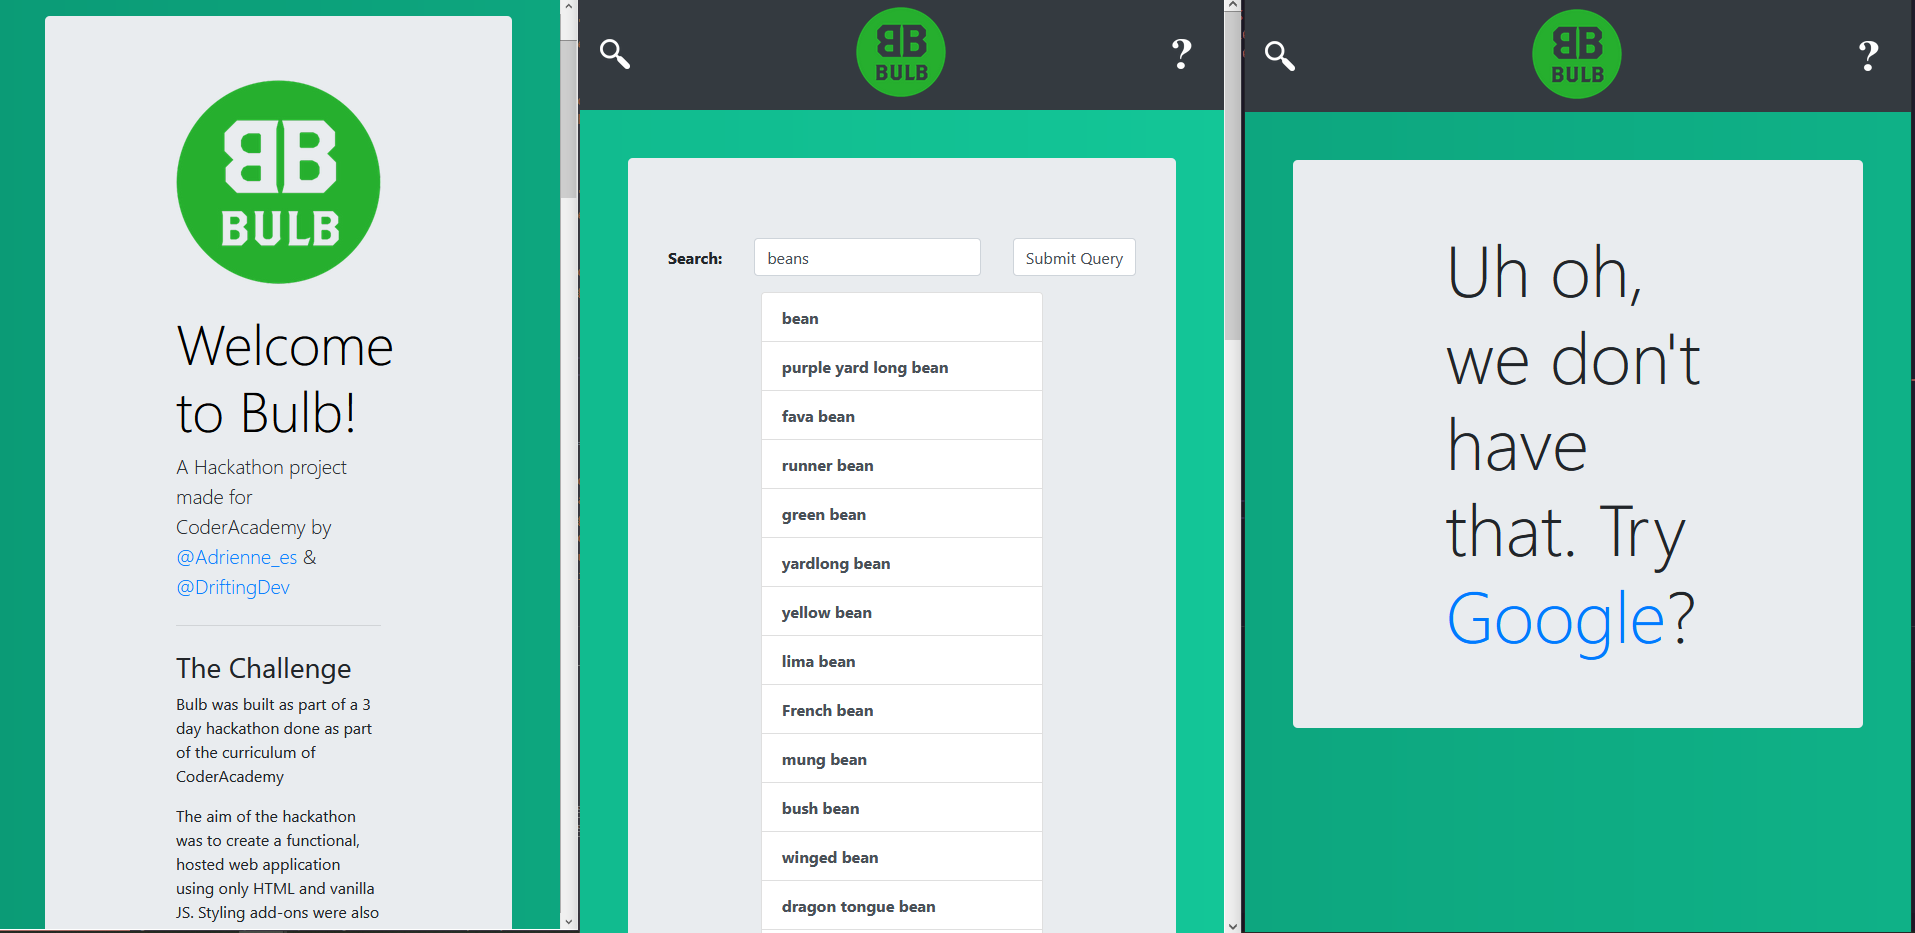 BB
BULB
Welcome
to Bulb!
A Hackathon project
made for
CoderAcademy by
@Adrienne_es &
@DriftingDev
The Challenge
Bulb was built as part of a 3
day hackathon done as part
of the curriculum of
CoderAcademy
The aim of the hackathon
was to create a functional,
hosted web application
using only HTML and vanilla
JS. Styling add-ons were also
BB
BULB
?
Search:
beans
Submit Query
bean
purple yard long bean
fava bean
runner bean
green bean
yardlong bean
yellow bean
lima bean
French bean
mung bean
bush bean
winged bean
dragon tongue bean
BB
BULB
?
Uh oh,
we don't
have
that. Try
Google?